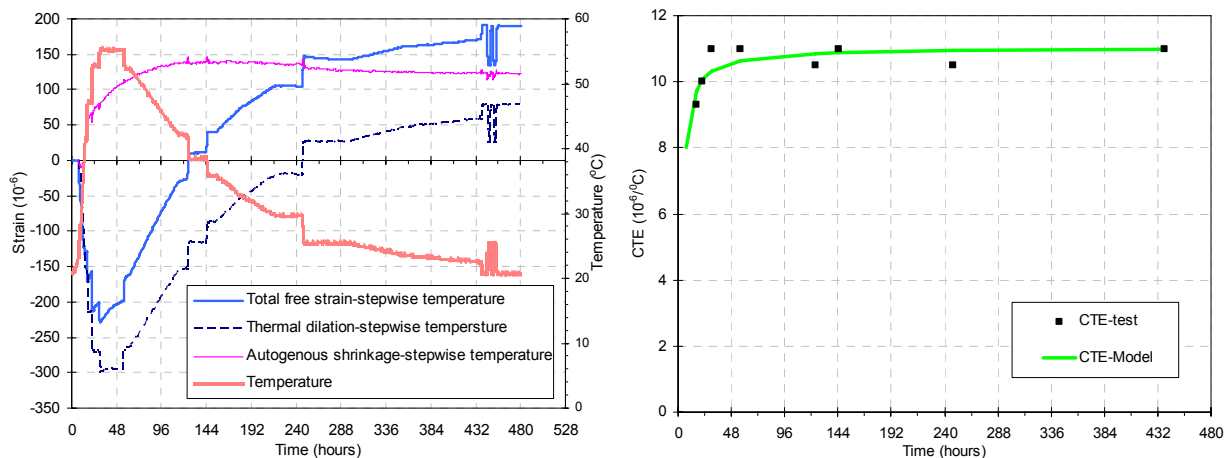 200
150
100
50
0
-50
-100
-150
-200
-250
-300
-350
Strain (10⁻⁶)
60
50
40
30
20
10
0
Temperature (⁰C)
Total free strain-stepwise temperature
Thermal dilation-stepwise tempersture
Autogenous shrinkage-stepwise temperature
Temperature
0 48 96 144 192 240 288 336 384 432 480 528
Time (hours)
12
10
8
6
4
2
0
CTE (10⁻⁶/⁰C)
CTE-test
CTE-Model
0 48 96 144 192 240 288 336 384 432 480
Time (hours)